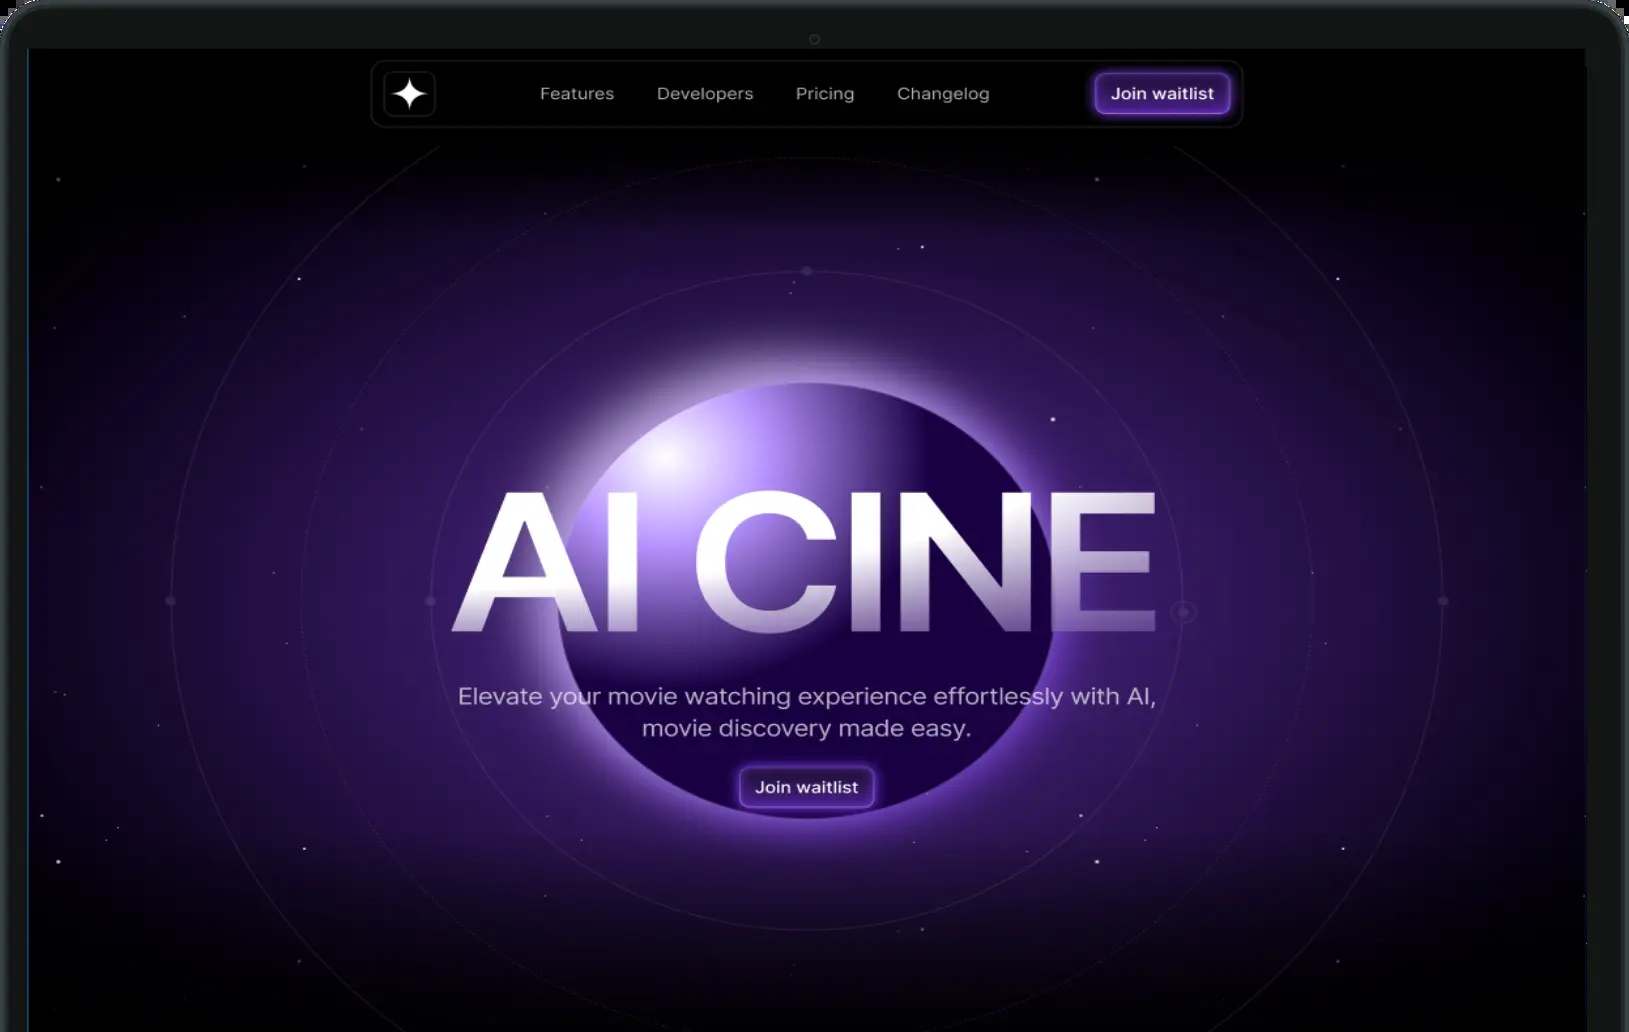 Features Developers Pricing Changelog Join waitlist
AI CINE
Elevate your movie watching experience effortlessly with AI,
movie discovery made easy.
Join waitlist